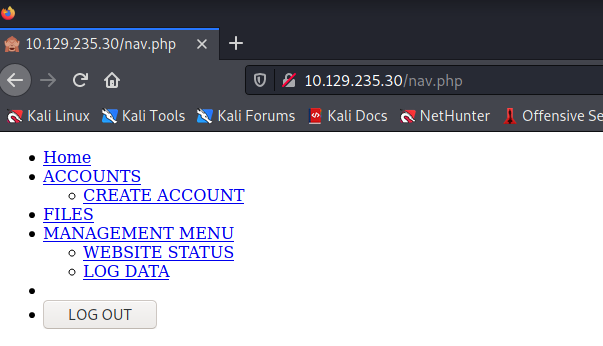 10.129.235.30/nav.php
10.129.235.30/nav.php
Kali Linux Kali Tools Kali Forums Kali Docs NetHunter Offensive Se
Home
ACCOUNTS
CREATE ACCOUNT
FILES
MANAGEMENT MENU
WEBSITE STATUS
LOG DATA
LOG OUT